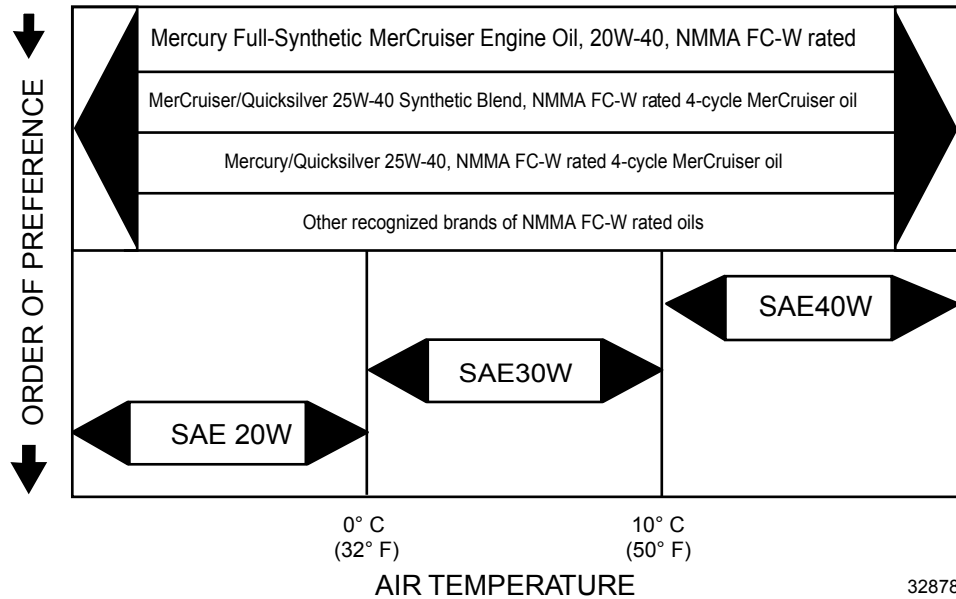 ORDER OF PREFERENCE
Mercury Full-Synthetic MerCruiser Engine Oil, 20W-40, NMMA FC-W rated
MerCruiser/Quicksilver 25W-40 Synthetic Blend, NMMA FC-W rated 4-cycle MerCruiser oil
Mercury/Quicksilver 25W-40, NMMA FC-W rated 4-cycle MerCruiser oil
Other recognized brands of NMMA FC-W rated oils
SAE40W
SAE30W
SAE 20W
0° C
(32° F)
10° C
(50° F)
AIR TEMPERATURE
32878